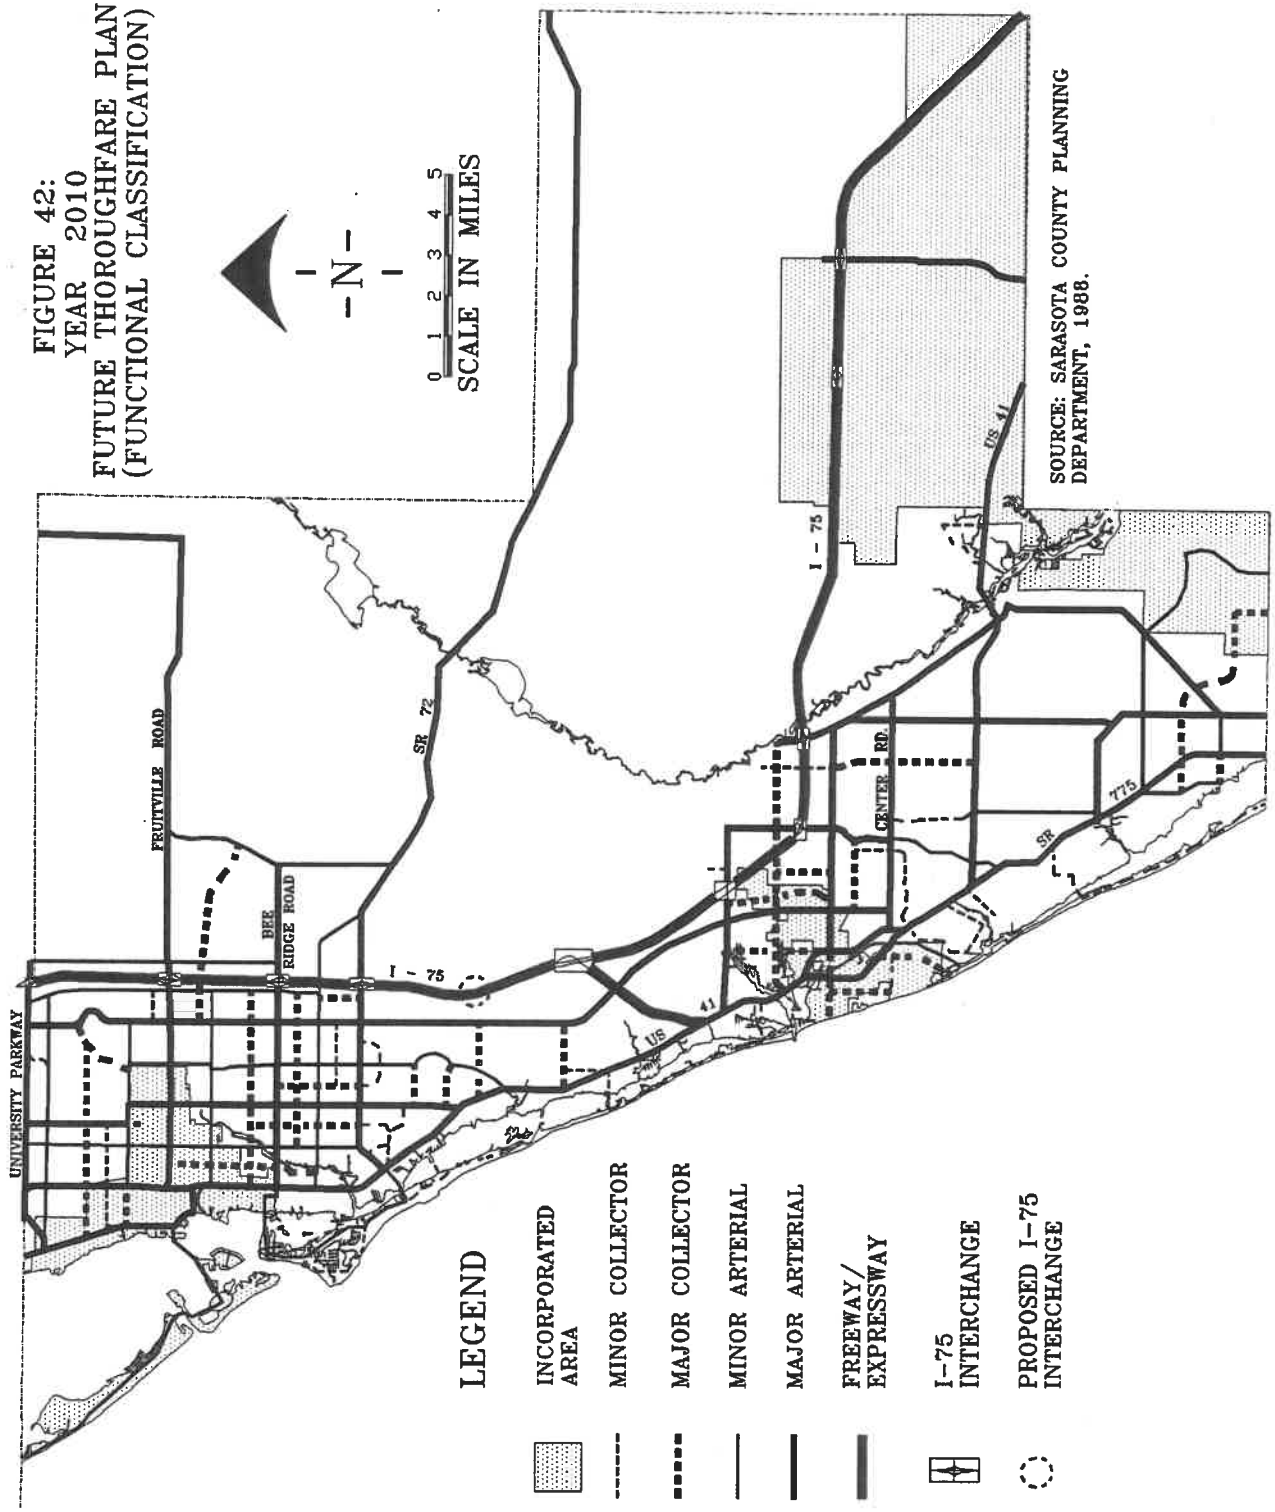 FIGURE 42:
YEAR 2010
FUTURE THOROUGHFARE PLAN
(FUNCTIONAL CLASSIFICATION)
-N-
0 1 2 3 4 5
SCALE IN MILES
UNIVERSITY PARKWAY
FRUITVILLE ROAD
BEE
RIDGE ROAD
SR 72
I - 75
US 41
I - 75
CENTER RD.
US 41
SR 775
SOURCE: SARASOTA COUNTY PLANNING
DEPARTMENT, 1988.
LEGEND
INCORPORATED
AREA
MINOR COLLECTOR
MAJOR COLLECTOR
MINOR ARTERIAL
MAJOR ARTERIAL
FREEWAY/
EXPRESSWAY
I-75
INTERCHANGE
PROPOSED I-75
INTERCHANGE